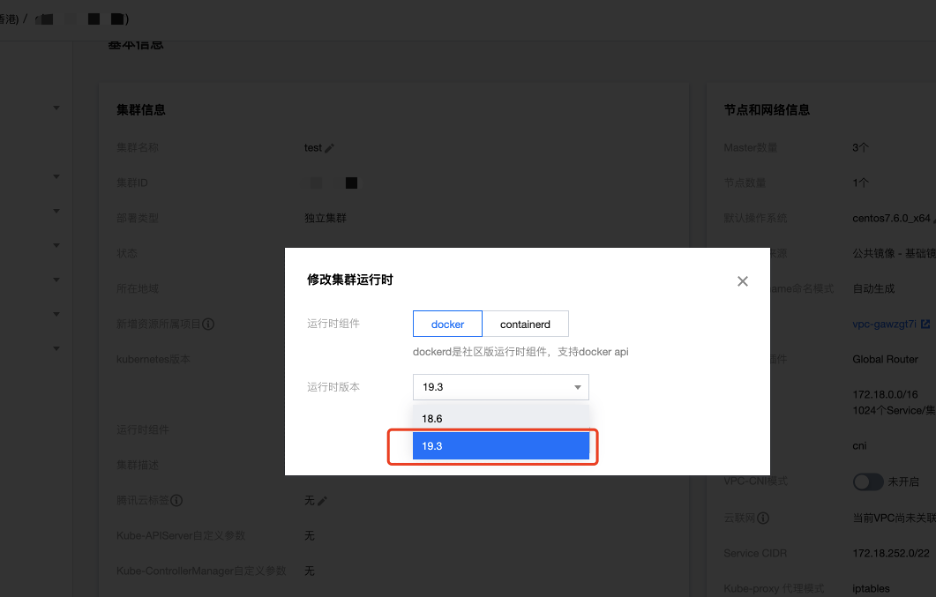 香港) /
)
基本信息
集群信息
集群名称 test
集群ID
部署类型 独立集群
状态
所在地域
新增资源所属项目
kubernetes版本
运行时组件
集群描述
腾讯云标签 无
Kube-APIServer自定义参数 无
Kube-ControllerManager自定义参数 无
修改集群运行时
运行时组件 docker containerd
dockerd是社区版运行时组件，支持docker api
运行时版本 19.3
18.6
19.3
节点和网络信息
Master数量 3个
节点数量 1个
默认操作系统 centos7.6.0_x64
公共镜像 - 基础镜
ame命名模式 自动生成
vpc-gawzgt7i
Global Router
172.18.0.0/16
1024个Service/集
cni
VPC-CNI模式 未开启
云联网 当前VPC尚未关联
Service CIDR 172.18.252.0/22
Kube-proxy 代理模式 iptables